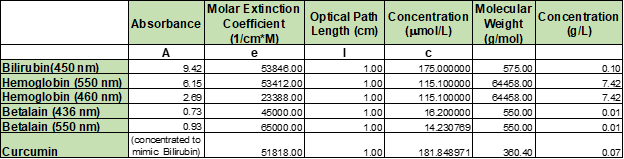 Absorbance Molar Extinction Coefficient (1/cm*M) Optical Path Length (cm) Concentration (µmol/L) Molecular Weight (g/mol) Concentration (g/L)
A e l c
Bilirubin(450 nm) 9.42 53846.00 1.00 175.000000 575.00 0.10
Hemoglobin (550 nm) 6.15 53412.00 1.00 115.100000 64458.00 7.42
Hemoglobin (460 nm) 2.69 23388.00 1.00 115.100000 64458.00 7.42
Betalain (436 nm) 0.73 45000.00 1.00 16.200000 550.00 0.01
Betalain (550 nm) 0.93 65000.00 1.00 14.230769 550.00 0.01
Curcumin (concentrated to mimic Bilirubin) 51818.00 1.00 181.848971 360.40 0.07